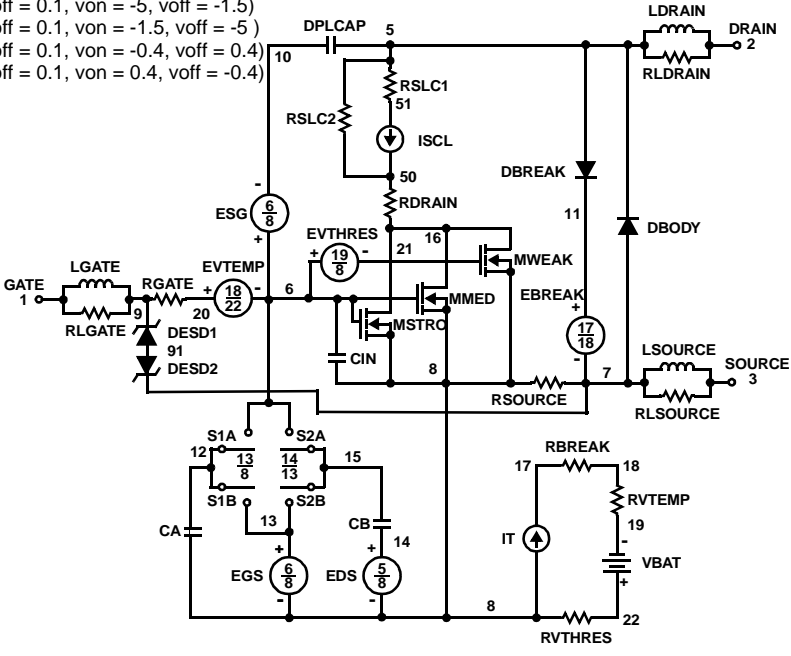 off = 0.1, von = -5, voff = -1.5)
off = 0.1, von = -1.5, voff = -5 )
off = 0.1, von = -0.4, voff = 0.4)
off = 0.1, von = 0.4, voff = -0.4)
LDRAIN
DPLCAP
5
DRAIN
2
10
RLDRAIN
RSLC1
51
RSLC2
ISCL
DBREAK
50
RDRAIN
ESG
6
8
-
+
11
DBODY
EVTHRES
+
19
8
-
16
21
MWEAK
LGATE
EVTEMP
GATE
1
RGATE
+
18
22
-
6
MMED
EBREAK
+
17
18
-
RLGATE
9
20
MSTRO
DESD1
91
DESD2
CIN
8
LSOURCE
7
SOURCE
3
RSOURCE
RLSOURCE
S1A
S2A
12
13
8
14
13
15
RBREAK
17
18
S1B
S2B
RVTEMP
13
CB
19
CA
14
IT
-
VBAT
+
EGS
+
6
8
-
EDS
+
5
8
-
8
22
RVTHRES